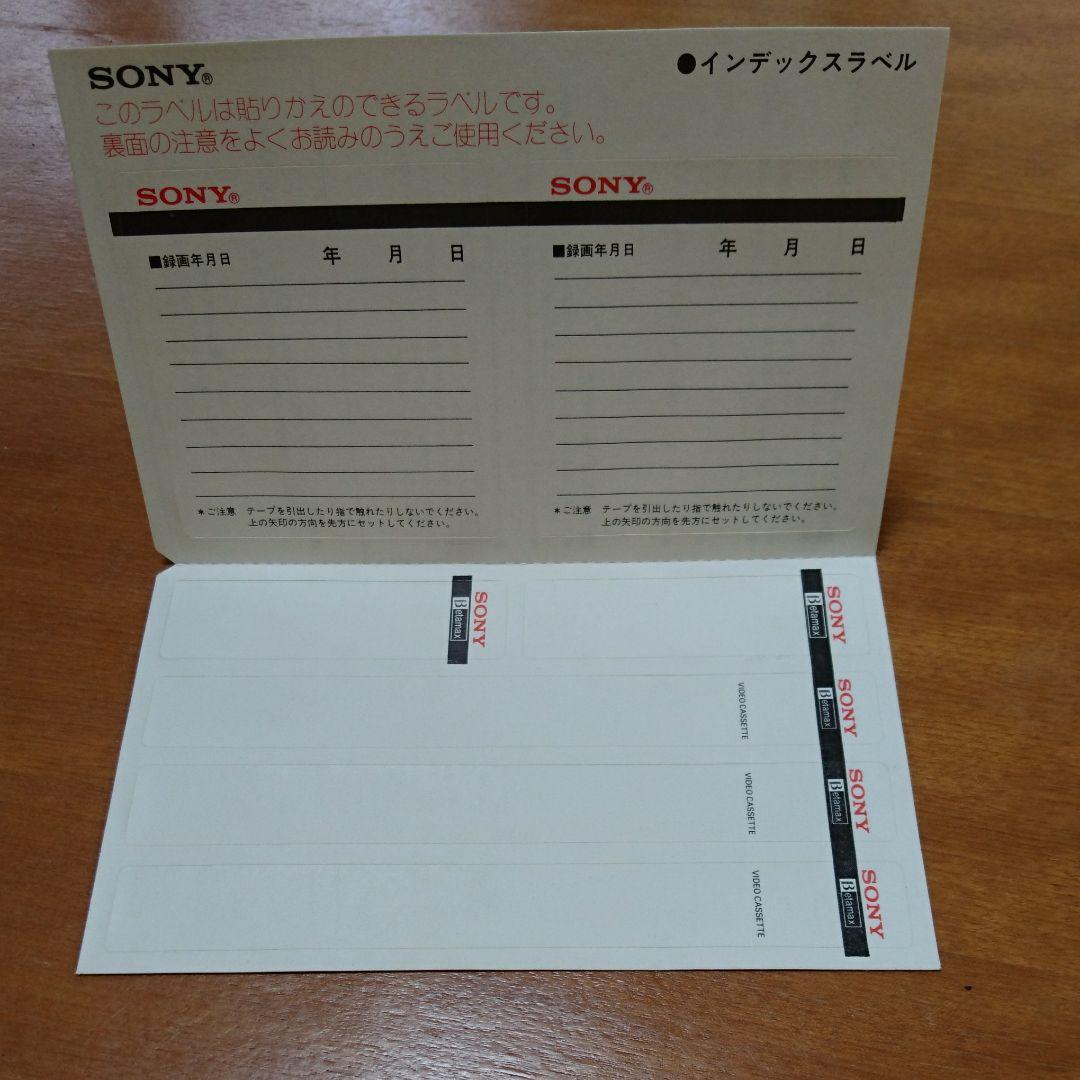 SONY®
●インデックスラベル
このラベルは貼りかえのできるラベルです。
裏面の注意をよくお読みのうえご使用ください。
SONY®
SONY®
■録画年月日 年 月 日
■録画年月日 年 月 日
*ご注意 テープを引出したり指で触れたりしないでください。
上の矢印の方向を先方にセットしてください。
*ご注意 テープを引出したり指で触れたりしないでください。
上の矢印の方向を先方にセットしてください。
Betamax SONY
Betamax SONY
VIDEO CASSETTE Betamax SONY
VIDEO CASSETTE Betamax SONY
VIDEO CASSETTE Betamax SONY